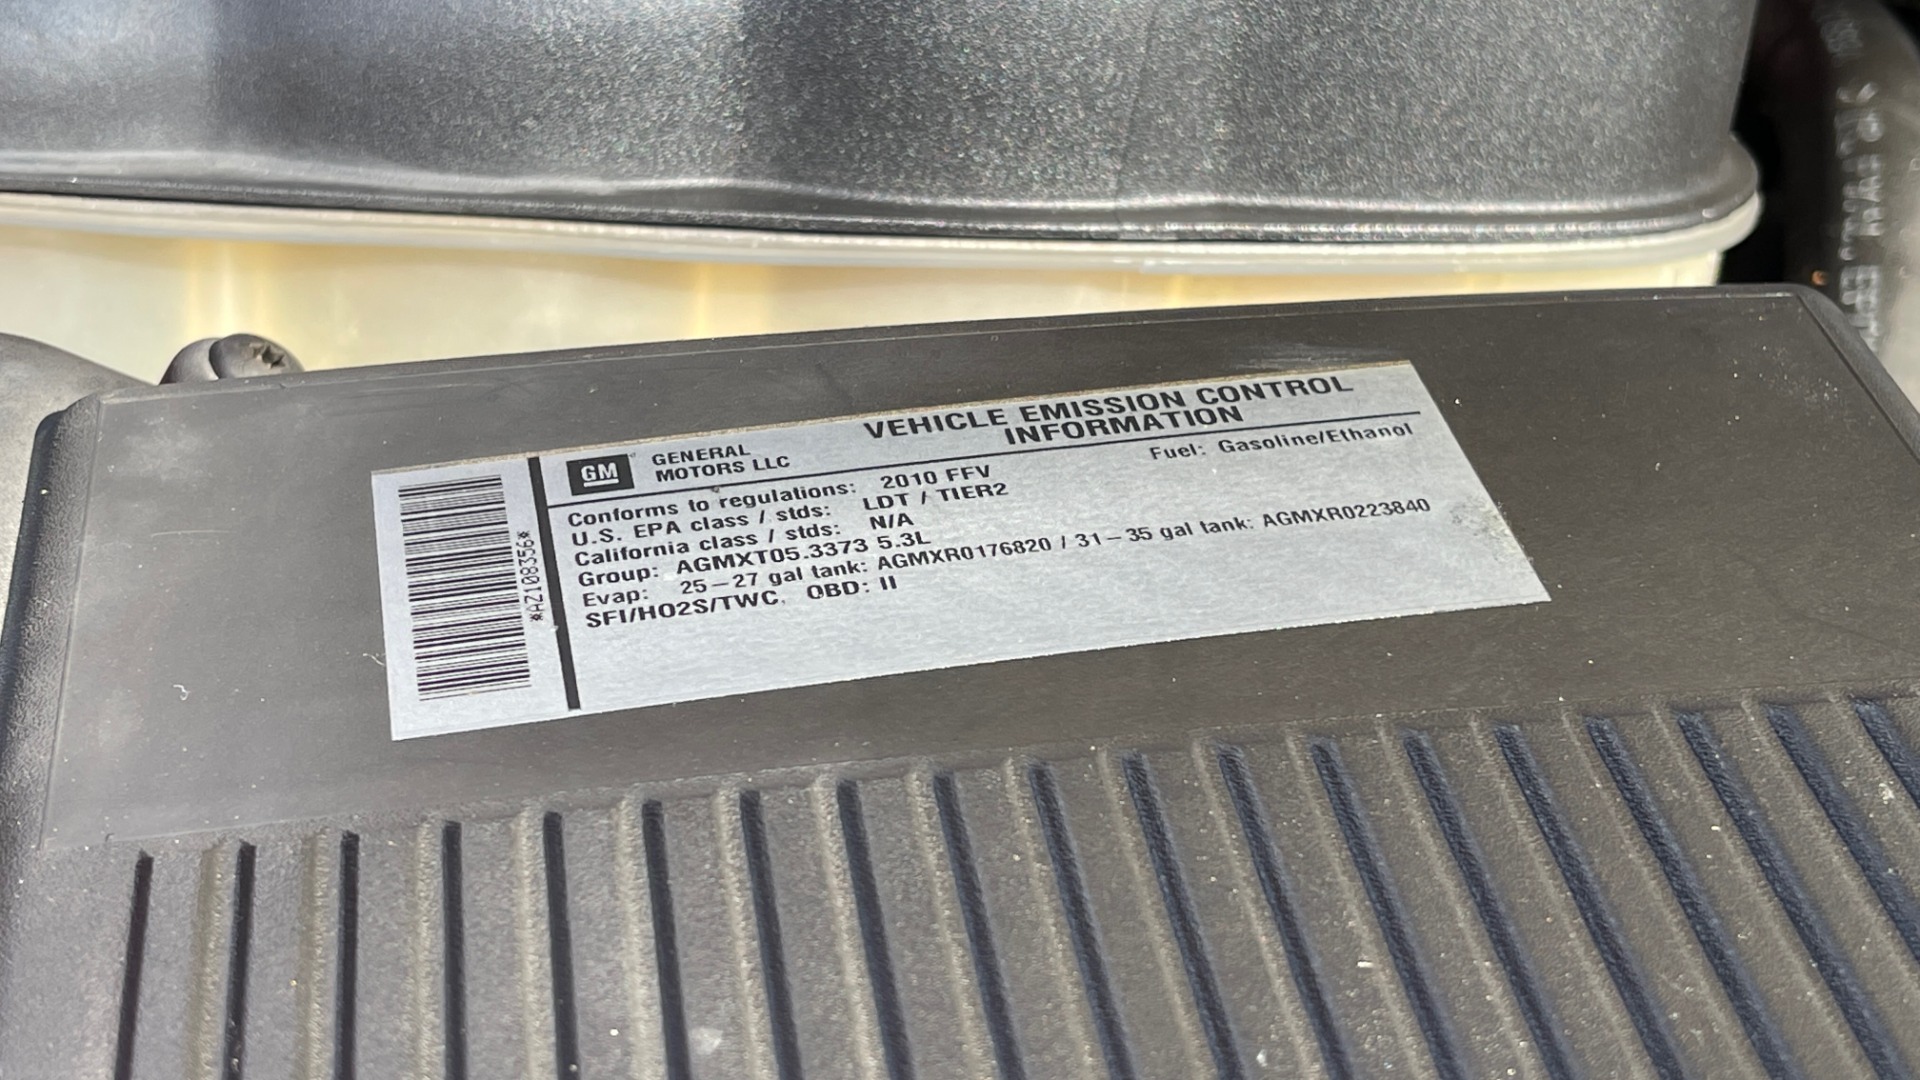 VEHICLE EMISSION CONTROL
INFORMATION
GM
GENERAL
MOTORS LLC
Fuel: Gasoline/Ethanol
Conforms to regulations: 2010 FFV
U.S. EPA class / stds: LDT / TIER2
California class / stds: N/A
Group: AGMXT05.3373 5.3L
Evap: 25–27 gal tank: AGMXR0176820 / 31–35 gal tank: AGMXR0223840
SFI/HO2S/TWC, OBD: II
*AZ108356*